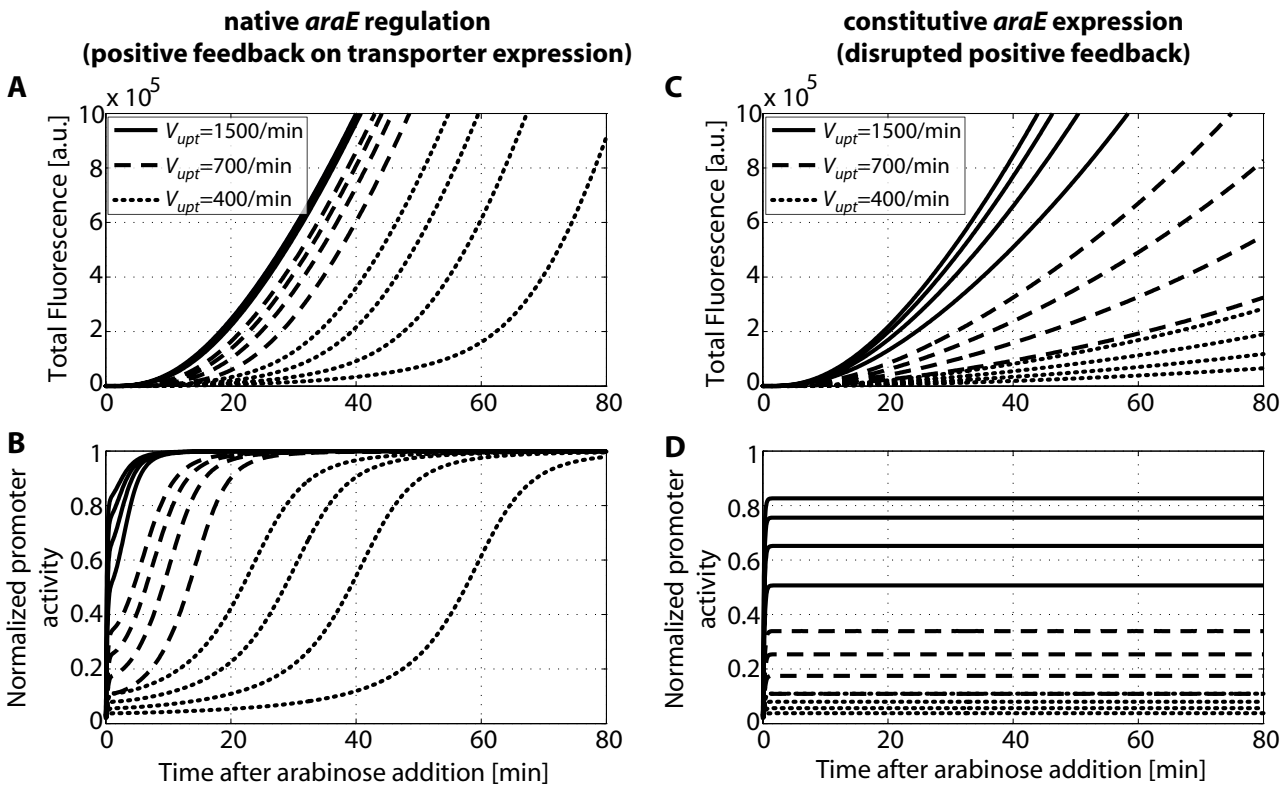 native araE regulation
(positive feedback on transporter expression)
constitutive araE expression
(disrupted positive feedback)
A
x 10^5
10
8
6
4
2
0
Total Fluorescence [a.u.]
V_upt=1500/min
V_upt=700/min
V_upt=400/min
0 20 40 60 80
C
x 10^5
10
8
6
4
2
0
Total Fluorescence [a.u.]
V_upt=1500/min
V_upt=700/min
V_upt=400/min
0 20 40 60 80
B
1
0.8
0.6
0.4
0.2
0
Normalized promoter
activity
0 20 40 60 80
Time after arabinose addition [min]
D
1
0.8
0.6
0.4
0.2
0
Normalized promoter
activity
0 20 40 60 80
Time after arabinose addition [min]